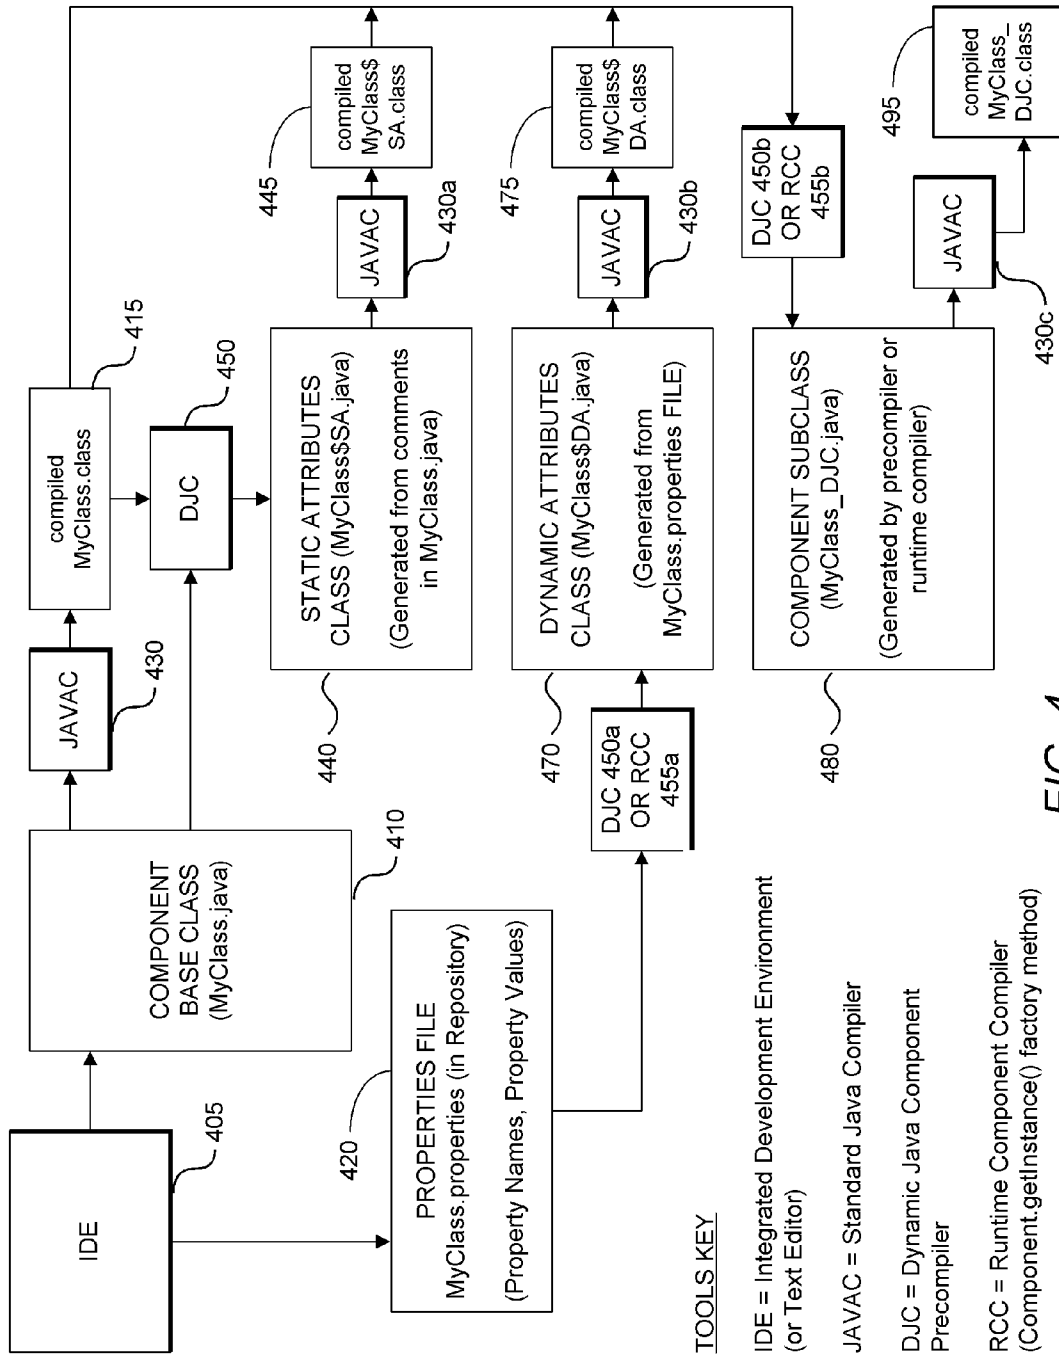 IDE
405
COMPONENT
BASE CLASS
(MyClass.java)
410
JAVAC
430
compiled
MyClass.class
415
DJC
450
PROPERTIES FILE
MyClass.properties (in Repository)
(Property Names, Property Values)
420
STATIC ATTRIBUTES
CLASS (MyClass$SA.java)
(Generated from comments
in MyClass.java)
440
JAVAC
430a
compiled
MyClass$
SA.class
445
DJC 450a
OR RCC
455a
DYNAMIC ATTRIBUTES
CLASS (MyClass$DA.java)
(Generated from
MyClass.properties FILE)
470
JAVAC
430b
compiled
MyClass$
DA.class
475
DJC 450b
OR RCC
455b
COMPONENT SUBCLASS
(MyClass_DJC.java)
(Generated by precompiler or
runtime compiler)
480
JAVAC
430c
compiled
MyClass_
DJC.class
495
TOOLS KEY
IDE = Integrated Development Environment
(or Text Editor)
JAVAC = Standard Java Compiler
DJC = Dynamic Java Component
Precompiler
RCC = Runtime Component Compiler
(Component.getInstance() factory method)
FIG. 4